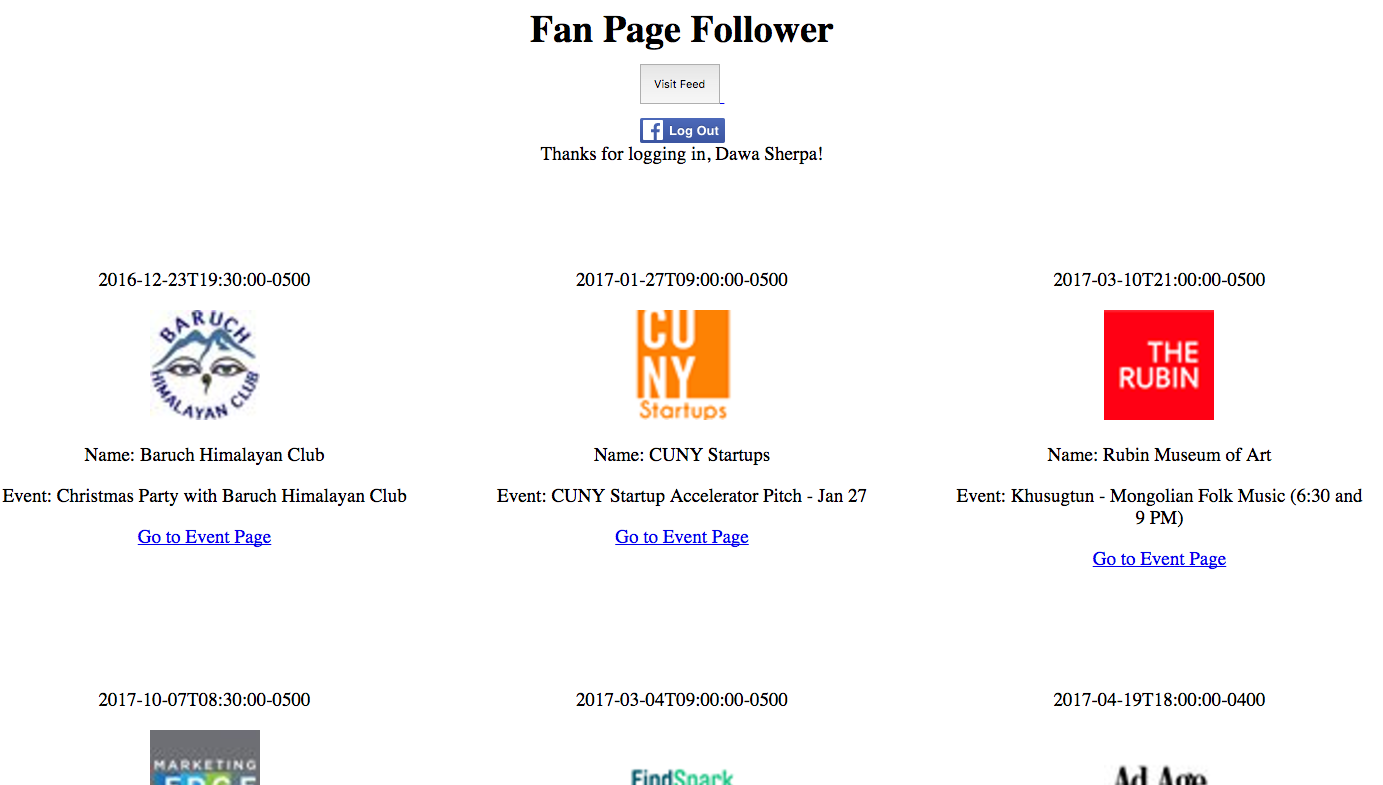 Fan Page Follower
Visit Feed
Log Out
Thanks for logging in, Dawa Sherpa!
2016-12-23T19:30:00-0500
2017-01-27T09:00:00-0500
2017-03-10T21:00:00-0500
BARUCH
HIMALAYAN CLUB
CU
NY
Startups
THE
RUBIN
Name: Baruch Himalayan Club
Name: CUNY Startups
Name: Rubin Museum of Art
Event: Christmas Party with Baruch Himalayan Club
Event: CUNY Startup Accelerator Pitch - Jan 27
Event: Khusugtun - Mongolian Folk Music (6:30 and
9 PM)
Go to Event Page
Go to Event Page
Go to Event Page
2017-10-07T08:30:00-0500
2017-03-04T09:00:00-0500
2017-04-19T18:00:00-0400
MARKETING
EDGE
FindSpark
Ad Age